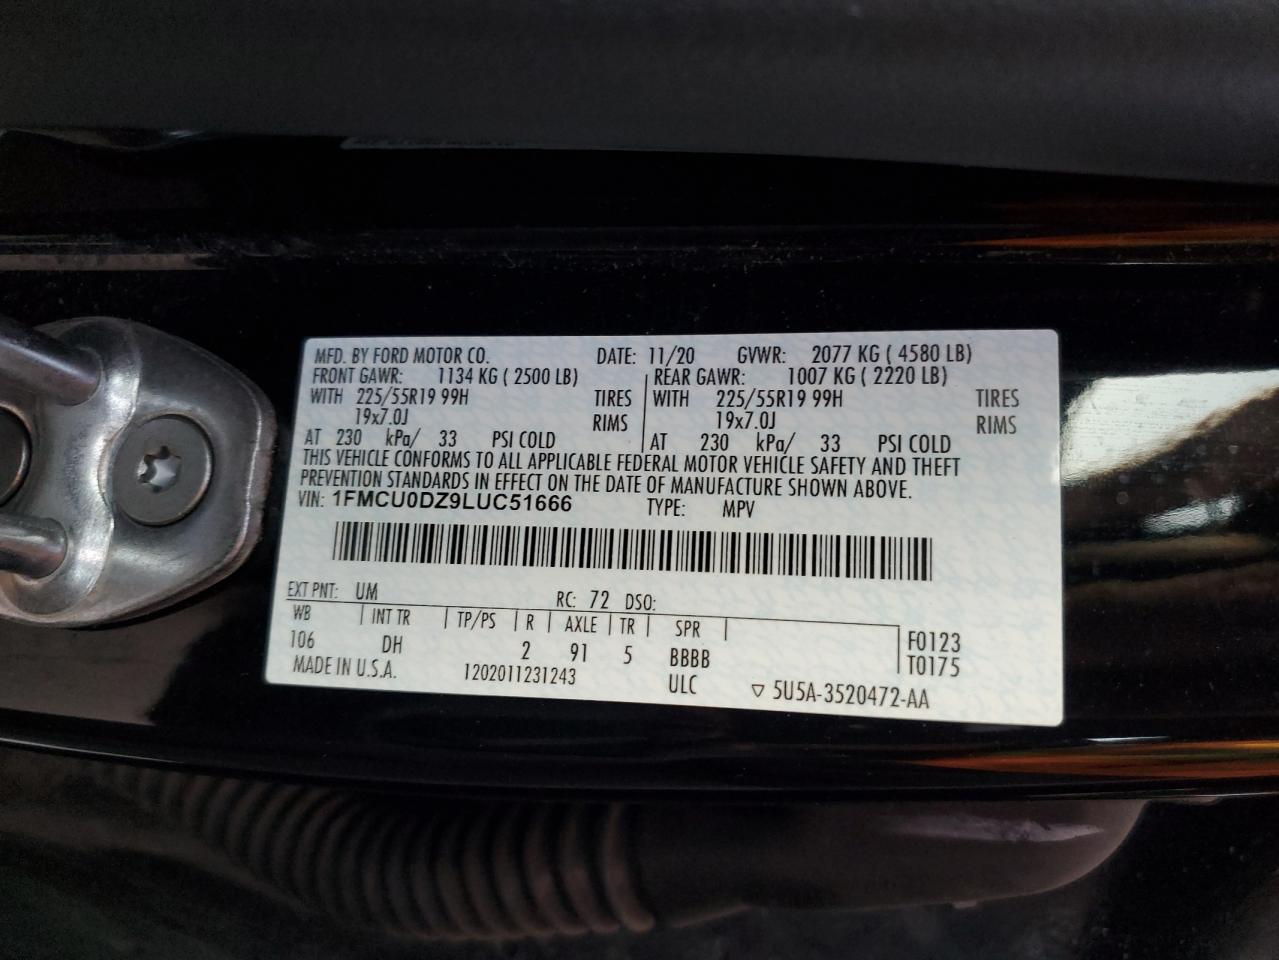 MFD. BY FORD MOTOR CO. DATE: 11/20 GVWR: 2077 KG ( 4580 LB)
FRONT GAWR: 1134 KG ( 2500 LB) REAR GAWR: 1007 KG ( 2220 LB)
WITH 225/55R19 99H TIRES WITH 225/55R19 99H TIRES
19x7.0J RIMS 19x7.0J RIMS
AT 230 kPa/ 33 PSI COLD AT 230 kPa/ 33 PSI COLD
THIS VEHICLE CONFORMS TO ALL APPLICABLE FEDERAL MOTOR VEHICLE SAFETY AND THEFT
PREVENTION STANDARDS IN EFFECT ON THE DATE OF MANUFACTURE SHOWN ABOVE.
VIN: 1FMCU0DZ9LUC51666 TYPE: MPV
EXT PNT: UM RC: 72 DSO:
WB INT TR TP/PS R AXLE TR SPR F0123
106 DH 2 91 5 BBBB T0175
MADE IN U.S.A. 1202011231243 ULC ▽ 5U5A-3520472-AA